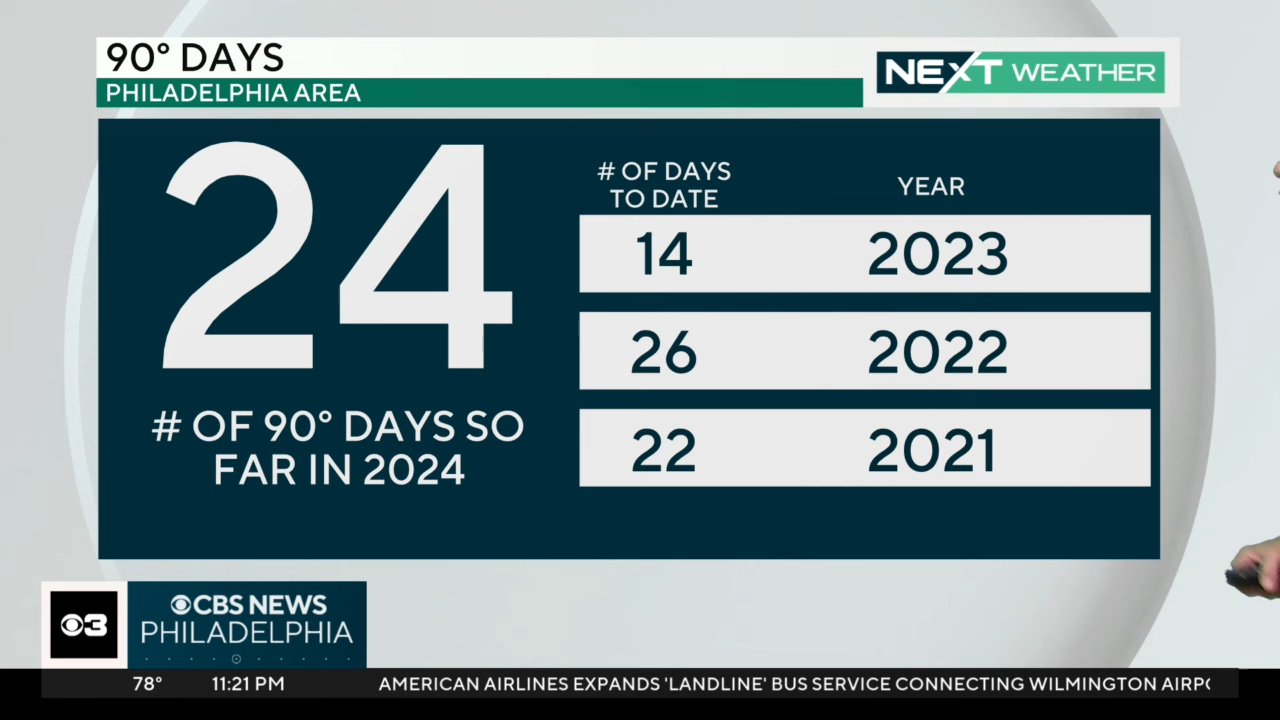 90° DAYS
PHILADELPHIA AREA
NEXT WEATHER
24
# OF 90° DAYS SO
FAR IN 2024
# OF DAYS
TO DATE
YEAR
14 2023
26 2022
22 2021
3
CBS NEWS
PHILADELPHIA
78° 11:21 PM AMERICAN AIRLINES EXPANDS 'LANDLINE' BUS SERVICE CONNECTING WILMINGTON